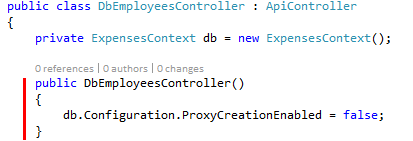 public class DbEmployeesController : ApiController
{
private ExpensesContext db = new ExpensesContext();
0 references | 0 authors | 0 changes
public DbEmployeesController()
{
db.Configuration.ProxyCreationEnabled = false;
}